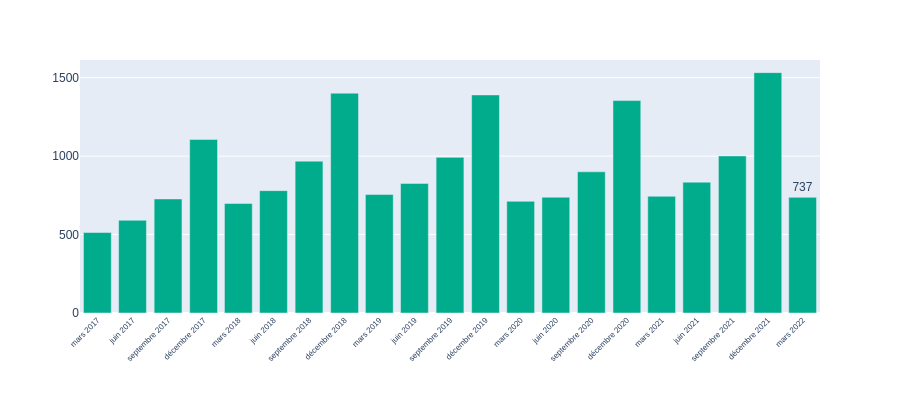 1500
1000
500
0
737
mars 2017
juin 2017
septembre 2017
décembre 2017
mars 2018
juin 2018
septembre 2018
décembre 2018
mars 2019
juin 2019
septembre 2019
décembre 2019
mars 2020
juin 2020
septembre 2020
décembre 2020
mars 2021
juin 2021
septembre 2021
décembre 2021
mars 2022